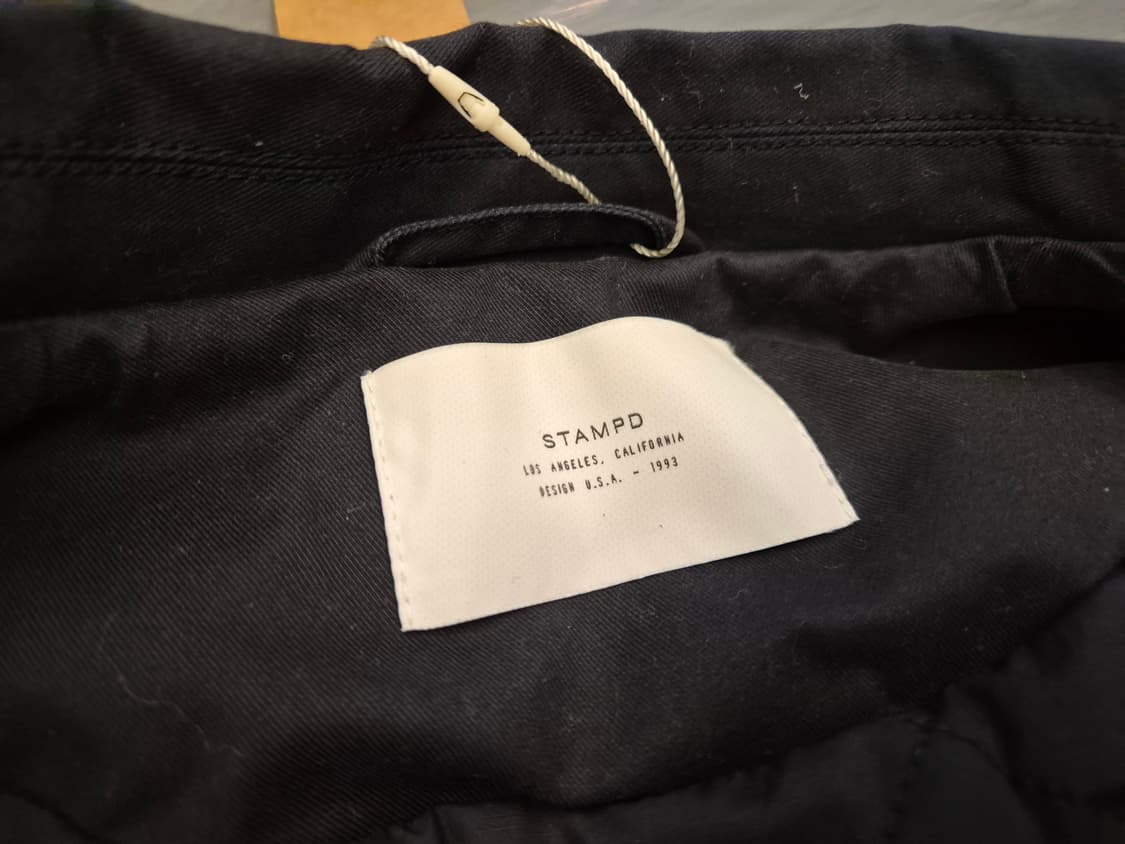 STAMPD
LOS ANGELES, CALIFORNIA
DESIGN U.S.A. - 1993